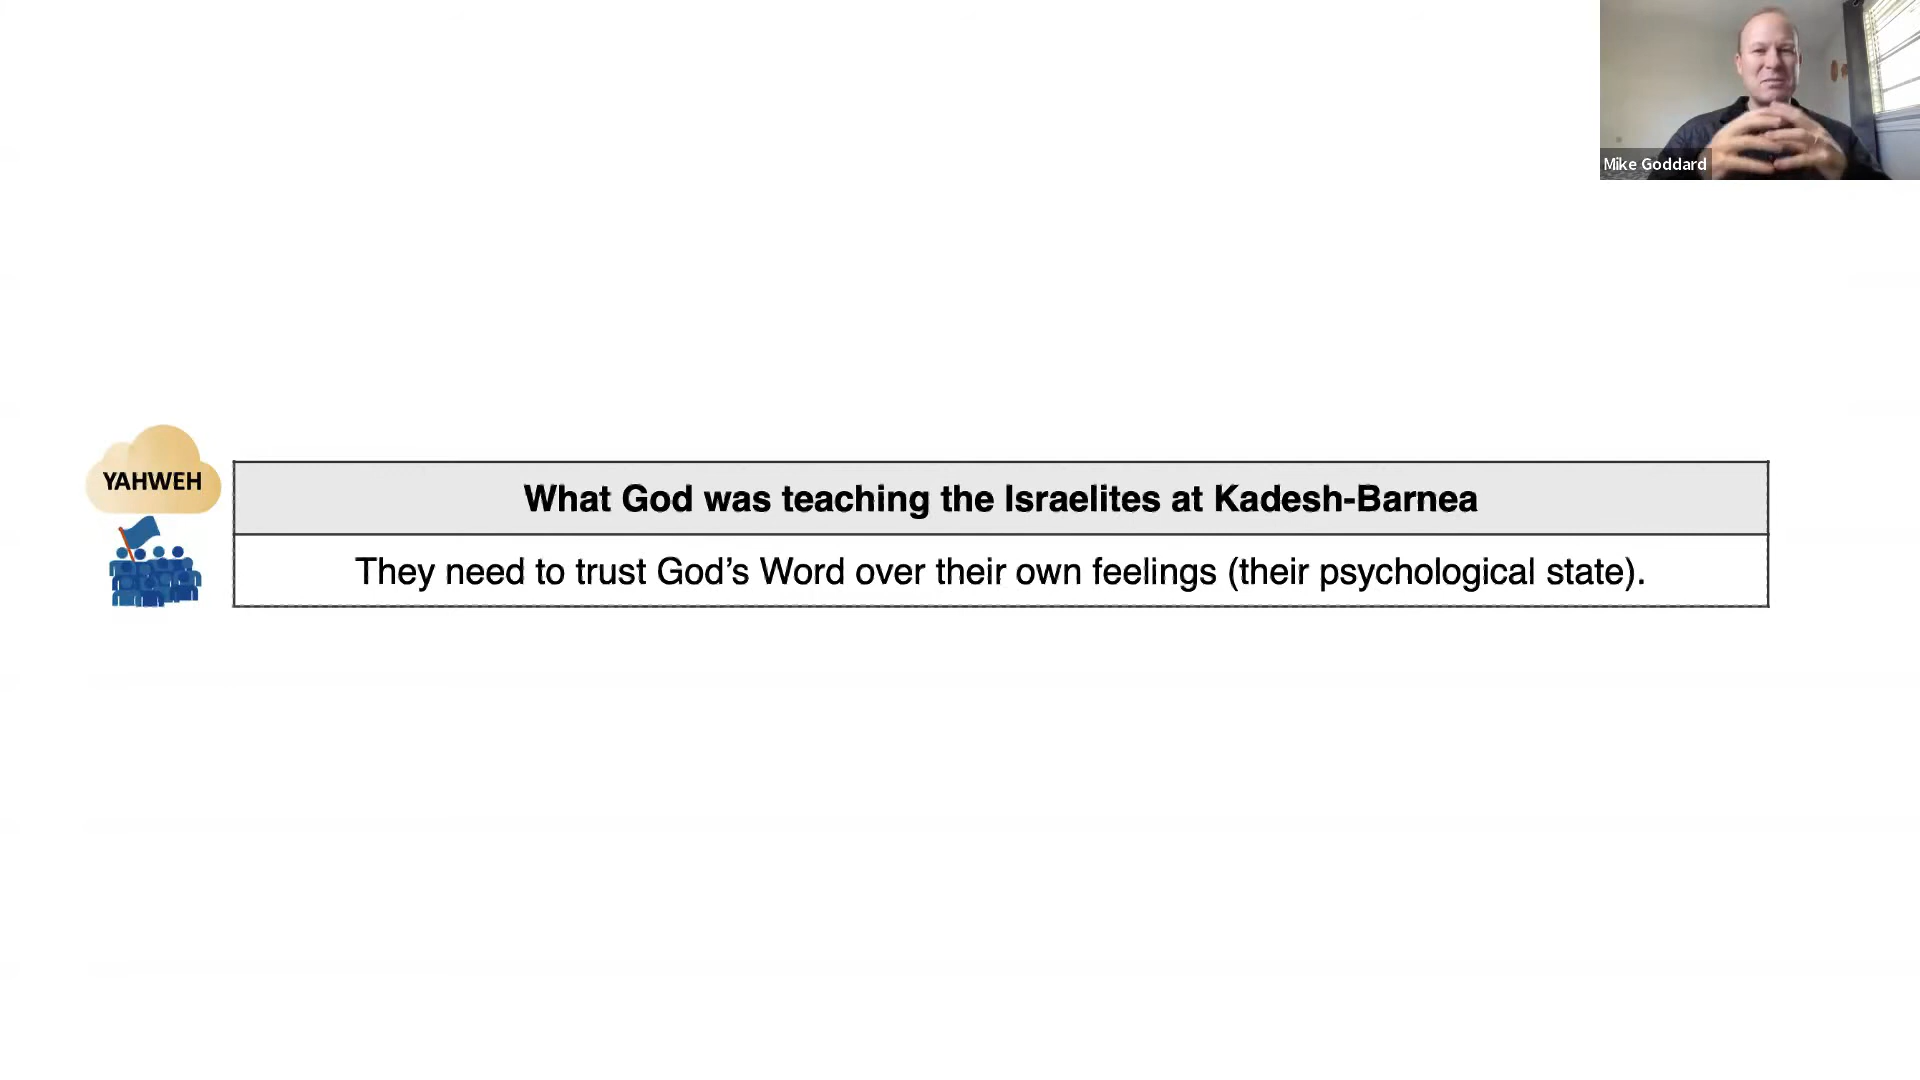 Mike Goddard
YAHWEH
What God was teaching the Israelites at Kadesh-Barnea
They need to trust God’s Word over their own feelings (their psychological state).